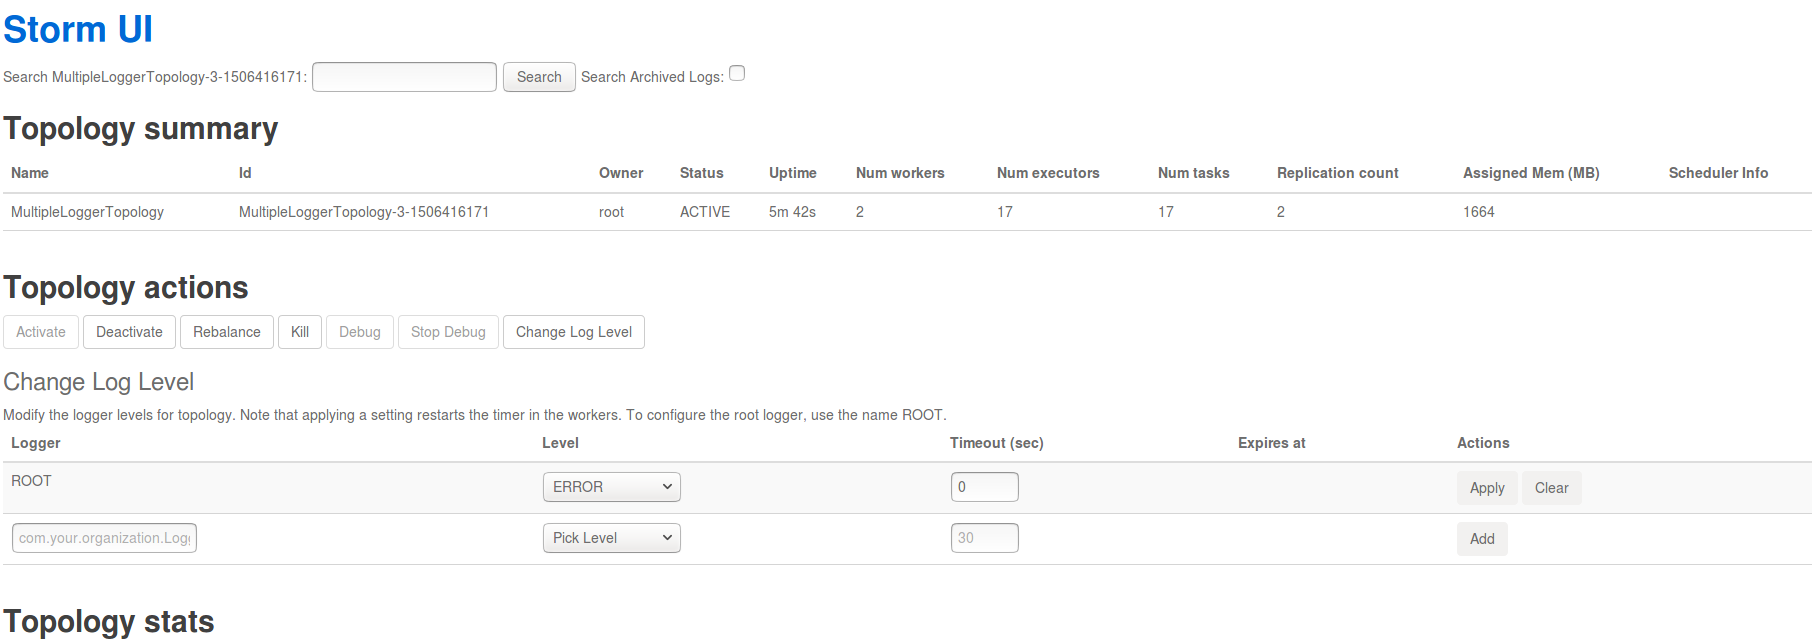 Storm UI
Search MultipleLoggerTopology-3-1506416171: Search Search Archived Logs:
Topology summary
Name Id Owner Status Uptime Num workers Num executors Num tasks Replication count Assigned Mem (MB) Scheduler Info
MultipleLoggerTopology MultipleLoggerTopology-3-1506416171 root ACTIVE 5m 42s 2 17 17 2 1664
Topology actions
Activate Deactivate Rebalance Kill Debug Stop Debug Change Log Level
Change Log Level
Modify the logger levels for topology. Note that applying a setting restarts the timer in the workers. To configure the root logger, use the name ROOT.
Logger Level Timeout (sec) Expires at Actions
ROOT ERROR 0 Apply Clear
com.your.organization.Log Pick Level 30 Add
Topology stats